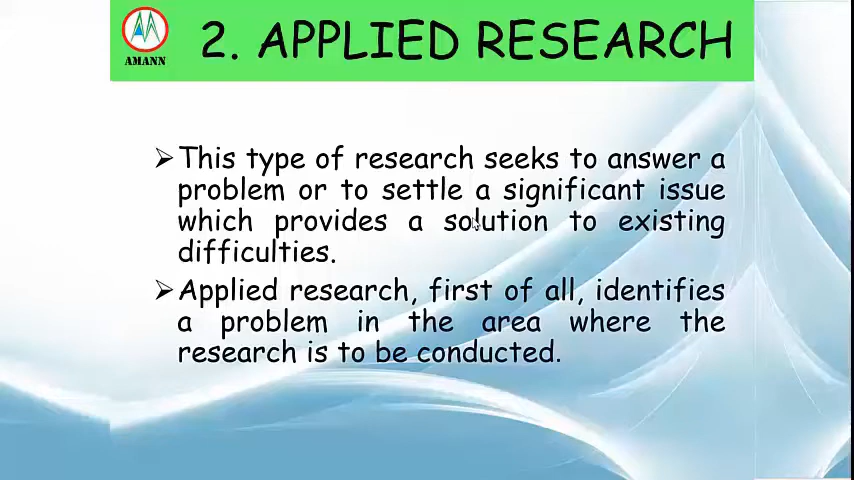 2. APPLIED RESEARCH
AMANN
This type of research seeks to answer a
problem or to settle a significant issue
which provides a solution to existing
difficulties.
Applied research, first of all, identifies
a problem in the area where the
research is to be conducted.